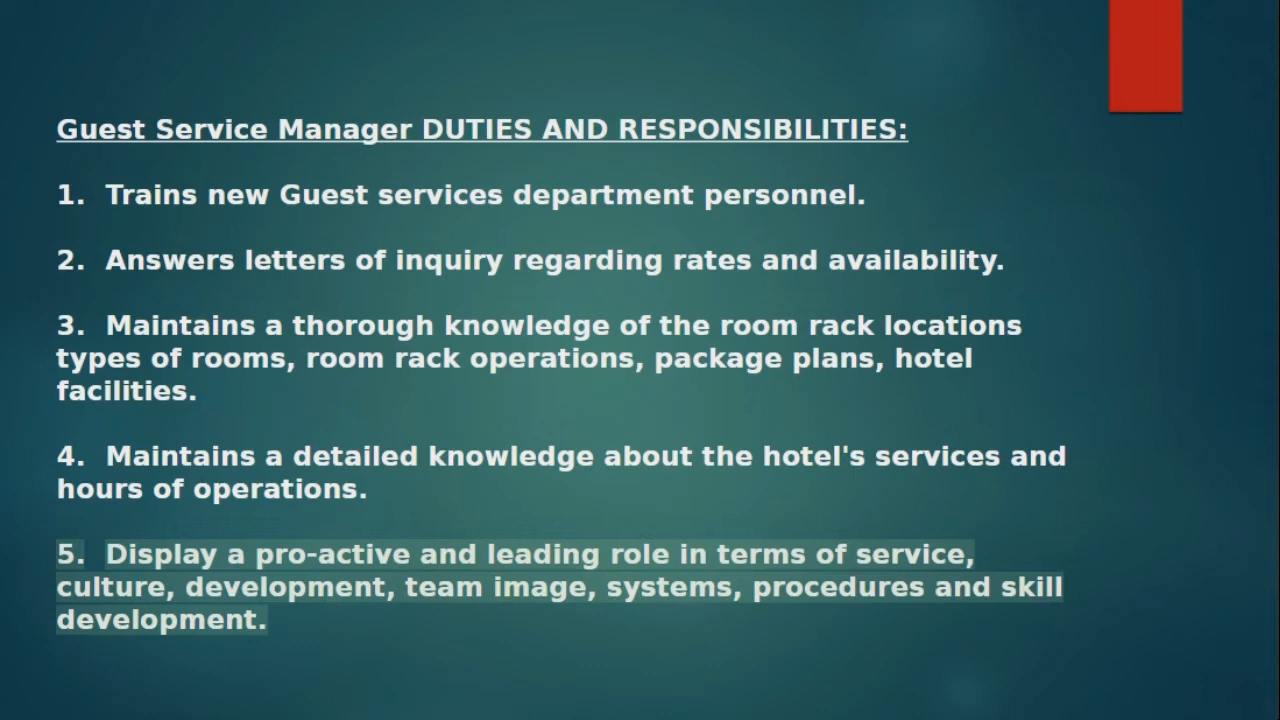 Guest Service Manager DUTIES AND RESPONSIBILITIES:
1. Trains new Guest services department personnel.
2. Answers letters of inquiry regarding rates and availability.
3. Maintains a thorough knowledge of the room rack locations
types of rooms, room rack operations, package plans, hotel
facilities.
4. Maintains a detailed knowledge about the hotel's services and
hours of operations.
5. Display a pro-active and leading role in terms of service,
culture, development, team image, systems, procedures and skill
development.